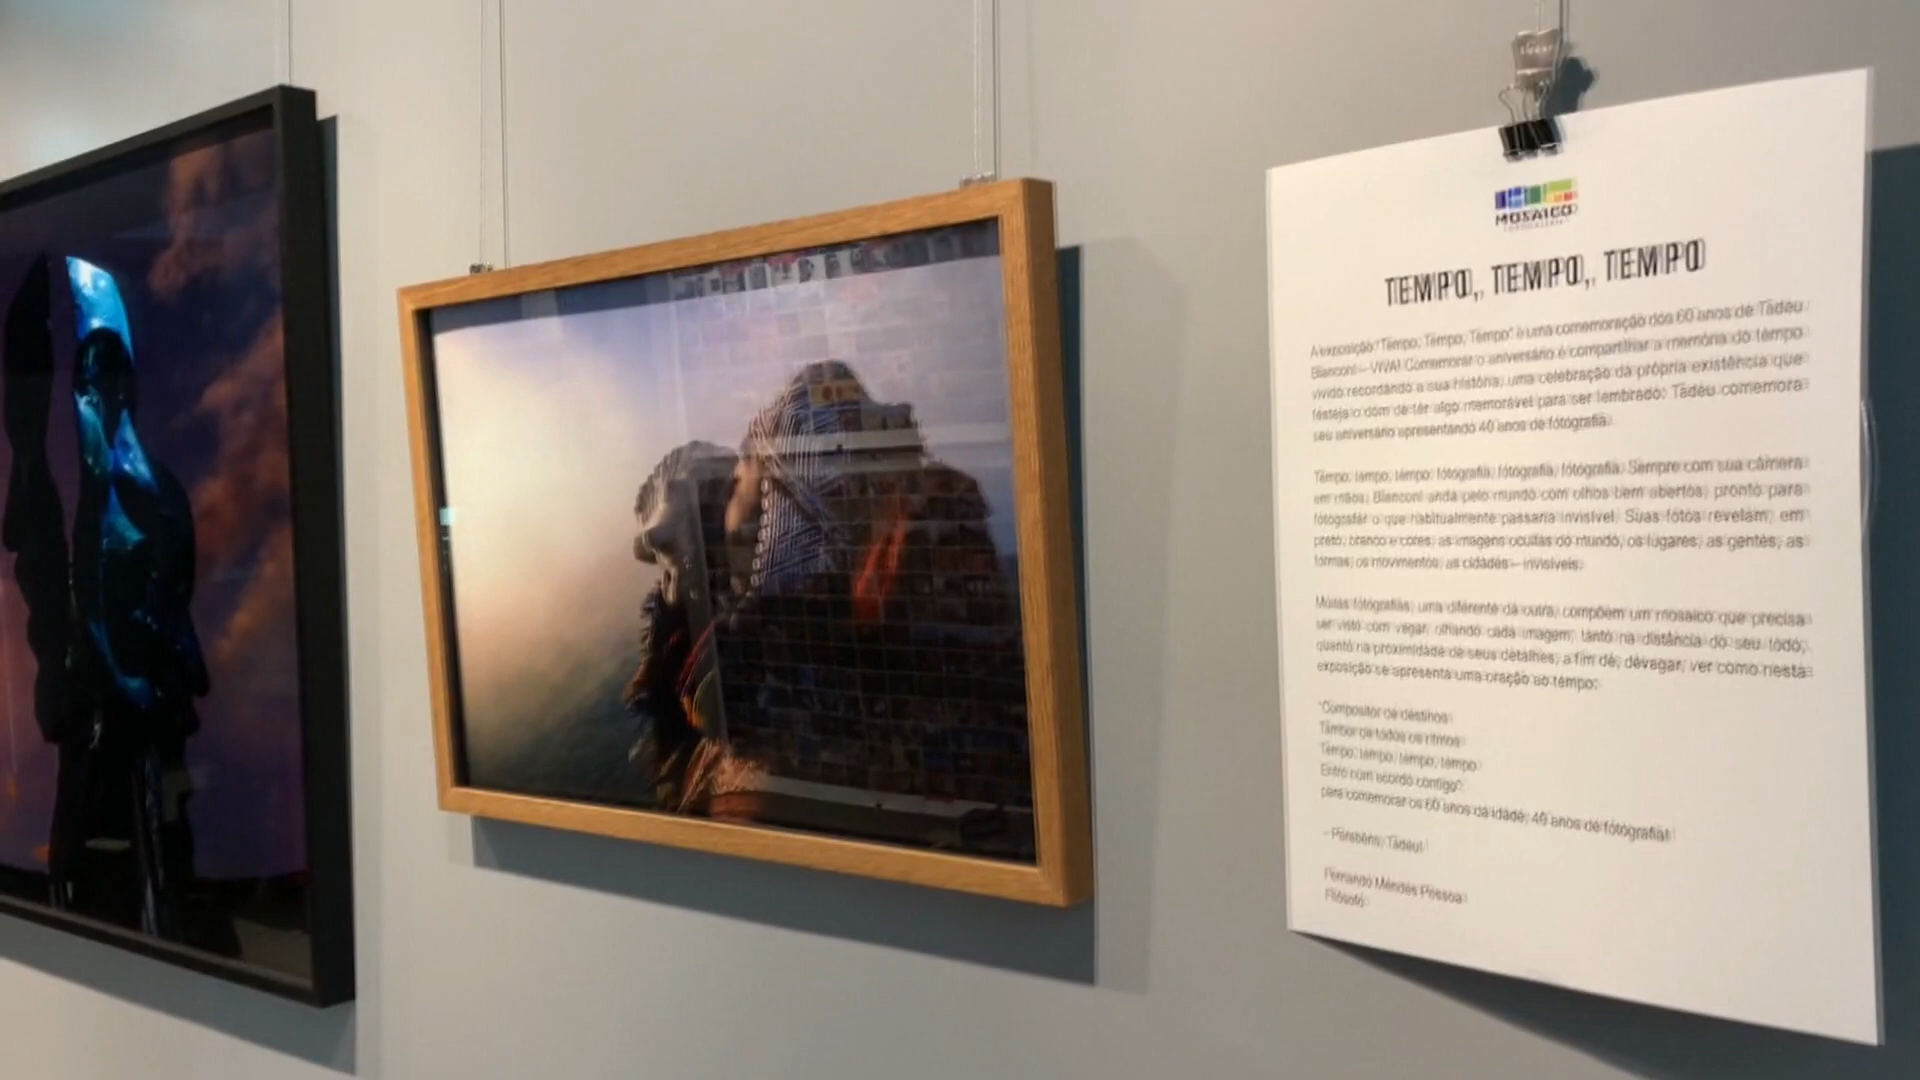 MOSAICO
FOTOGALERIA
TEMPO, TEMPO, TEMPO
A exposição "Tempo, Tempo, Tempo" é uma comemoração dos 60 anos de Tadeu
Bianconi – VIVA! Comemorar o aniversário é compartilhar a memória do tempo
vivido recordando a sua história, uma celebração da própria existência que
festeja o dom de ter algo memorável para ser lembrado. Tadeu comemora
seu aniversário apresentando 40 anos de fotografia.
Tempo, tempo, tempo, fotografia, fotografia, fotografia. Sempre com sua câmera
em mãos, Bianconi anda pelo mundo com olhos bem abertos, pronto para
fotografar o que habitualmente passaria invisível. Suas fotos revelam, em
preto, branco e cores, as imagens ocultas do mundo, os lugares, as gentes, as
formas, os movimentos, as cidades – invisíveis.
Muitas fotografias, uma diferente da outra, compõem um mosaico que precisa
ser visto com vagar, olhando cada imagem, tanto na distância do seu todo,
quanto na proximidade de seus detalhes, a fim de, devagar, ver como nesta
exposição se apresenta uma oração ao tempo:
"Compositor de destinos
Tambor de todos os ritmos
Tempo, tempo, tempo, tempo
Entro num acordo contigo"
para comemorar os 60 anos da idade, 40 anos de fotografia!
– Parabéns, Tadeu!
Fernando Mendes Pessoa
Filósofo